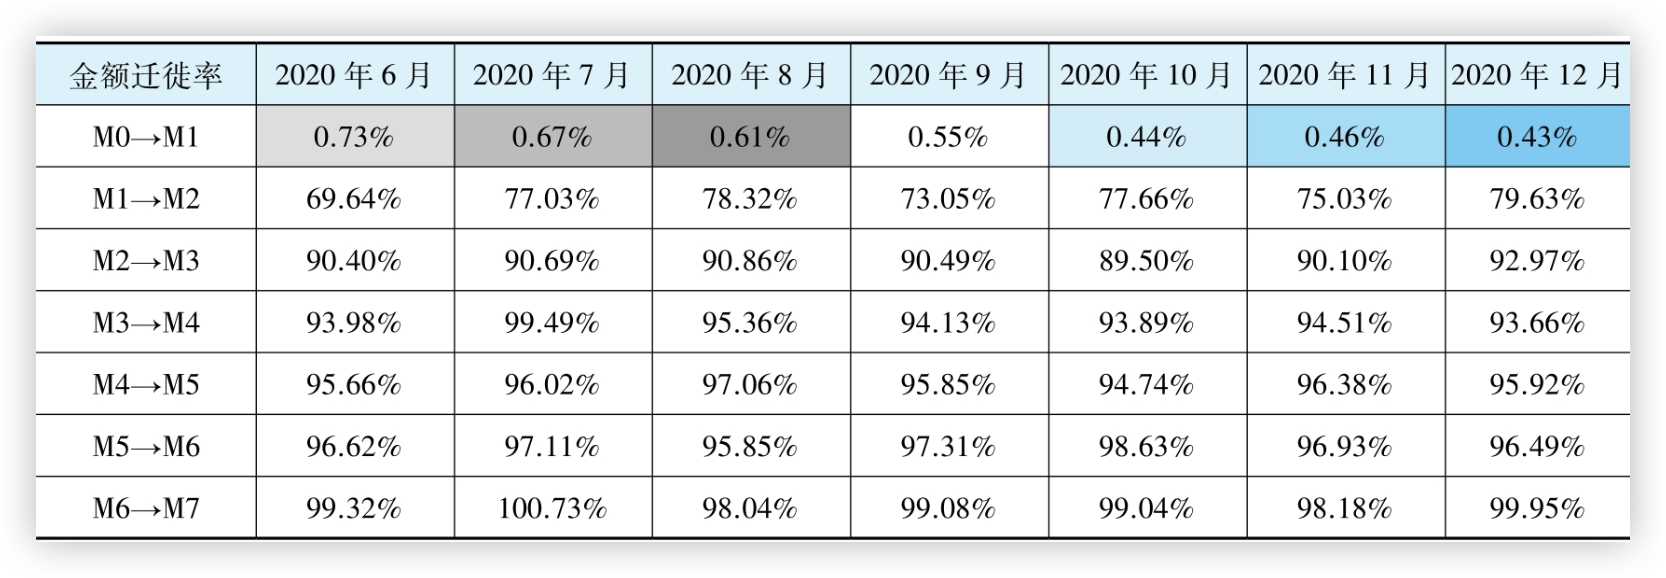 金额迁徙率 2020 年 6 月 2020 年 7 月 2020 年 8 月 2020 年 9 月 2020 年 10 月 2020 年 11 月 2020 年 12 月
M0→M1 0.73% 0.67% 0.61% 0.55% 0.44% 0.46% 0.43%
M1→M2 69.64% 77.03% 78.32% 73.05% 77.66% 75.03% 79.63%
M2→M3 90.40% 90.69% 90.86% 90.49% 89.50% 90.10% 92.97%
M3→M4 93.98% 99.49% 95.36% 94.13% 93.89% 94.51% 93.66%
M4→M5 95.66% 96.02% 97.06% 95.85% 94.74% 96.38% 95.92%
M5→M6 96.62% 97.11% 95.85% 97.31% 98.63% 96.93% 96.49%
M6→M7 99.32% 100.73% 98.04% 99.08% 99.04% 98.18% 99.95%